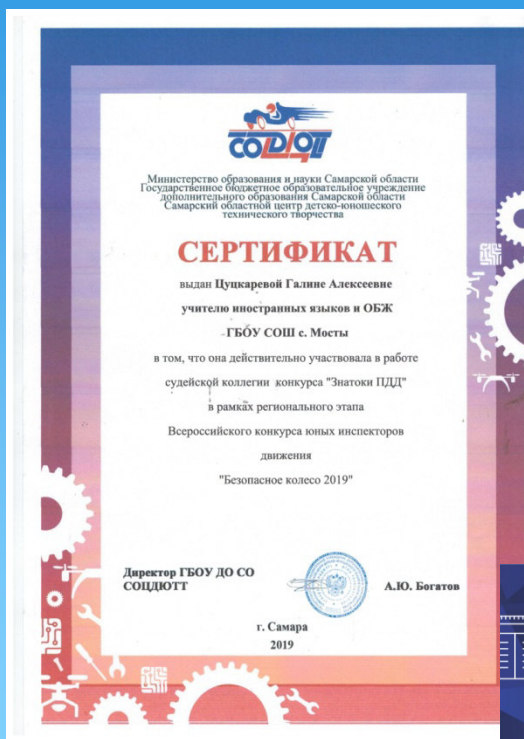 СОДЮТТ
Министерство образования и науки Самарской области
Государственное бюджетное образовательное учреждение
дополнительного образования Самарской области
Самарский областной центр детско-юношеского
технического творчества
СЕРТИФИКАТ
выдан Цуцкаревой Галине Алексеевне
учителю иностранных языков и ОБЖ
ГБОУ СОШ с. Мосты
в том, что она действительно участвовала в работе
судейской коллегии конкурса "Знатоки ПДД"
в рамках регионального этапа
Всероссийского конкурса юных инспекторов
движения
"Безопасное колесо 2019"
Директор ГБОУ ДО СО
СОЦДЮТТ
А.Ю. Богатов
г. Самара
2019